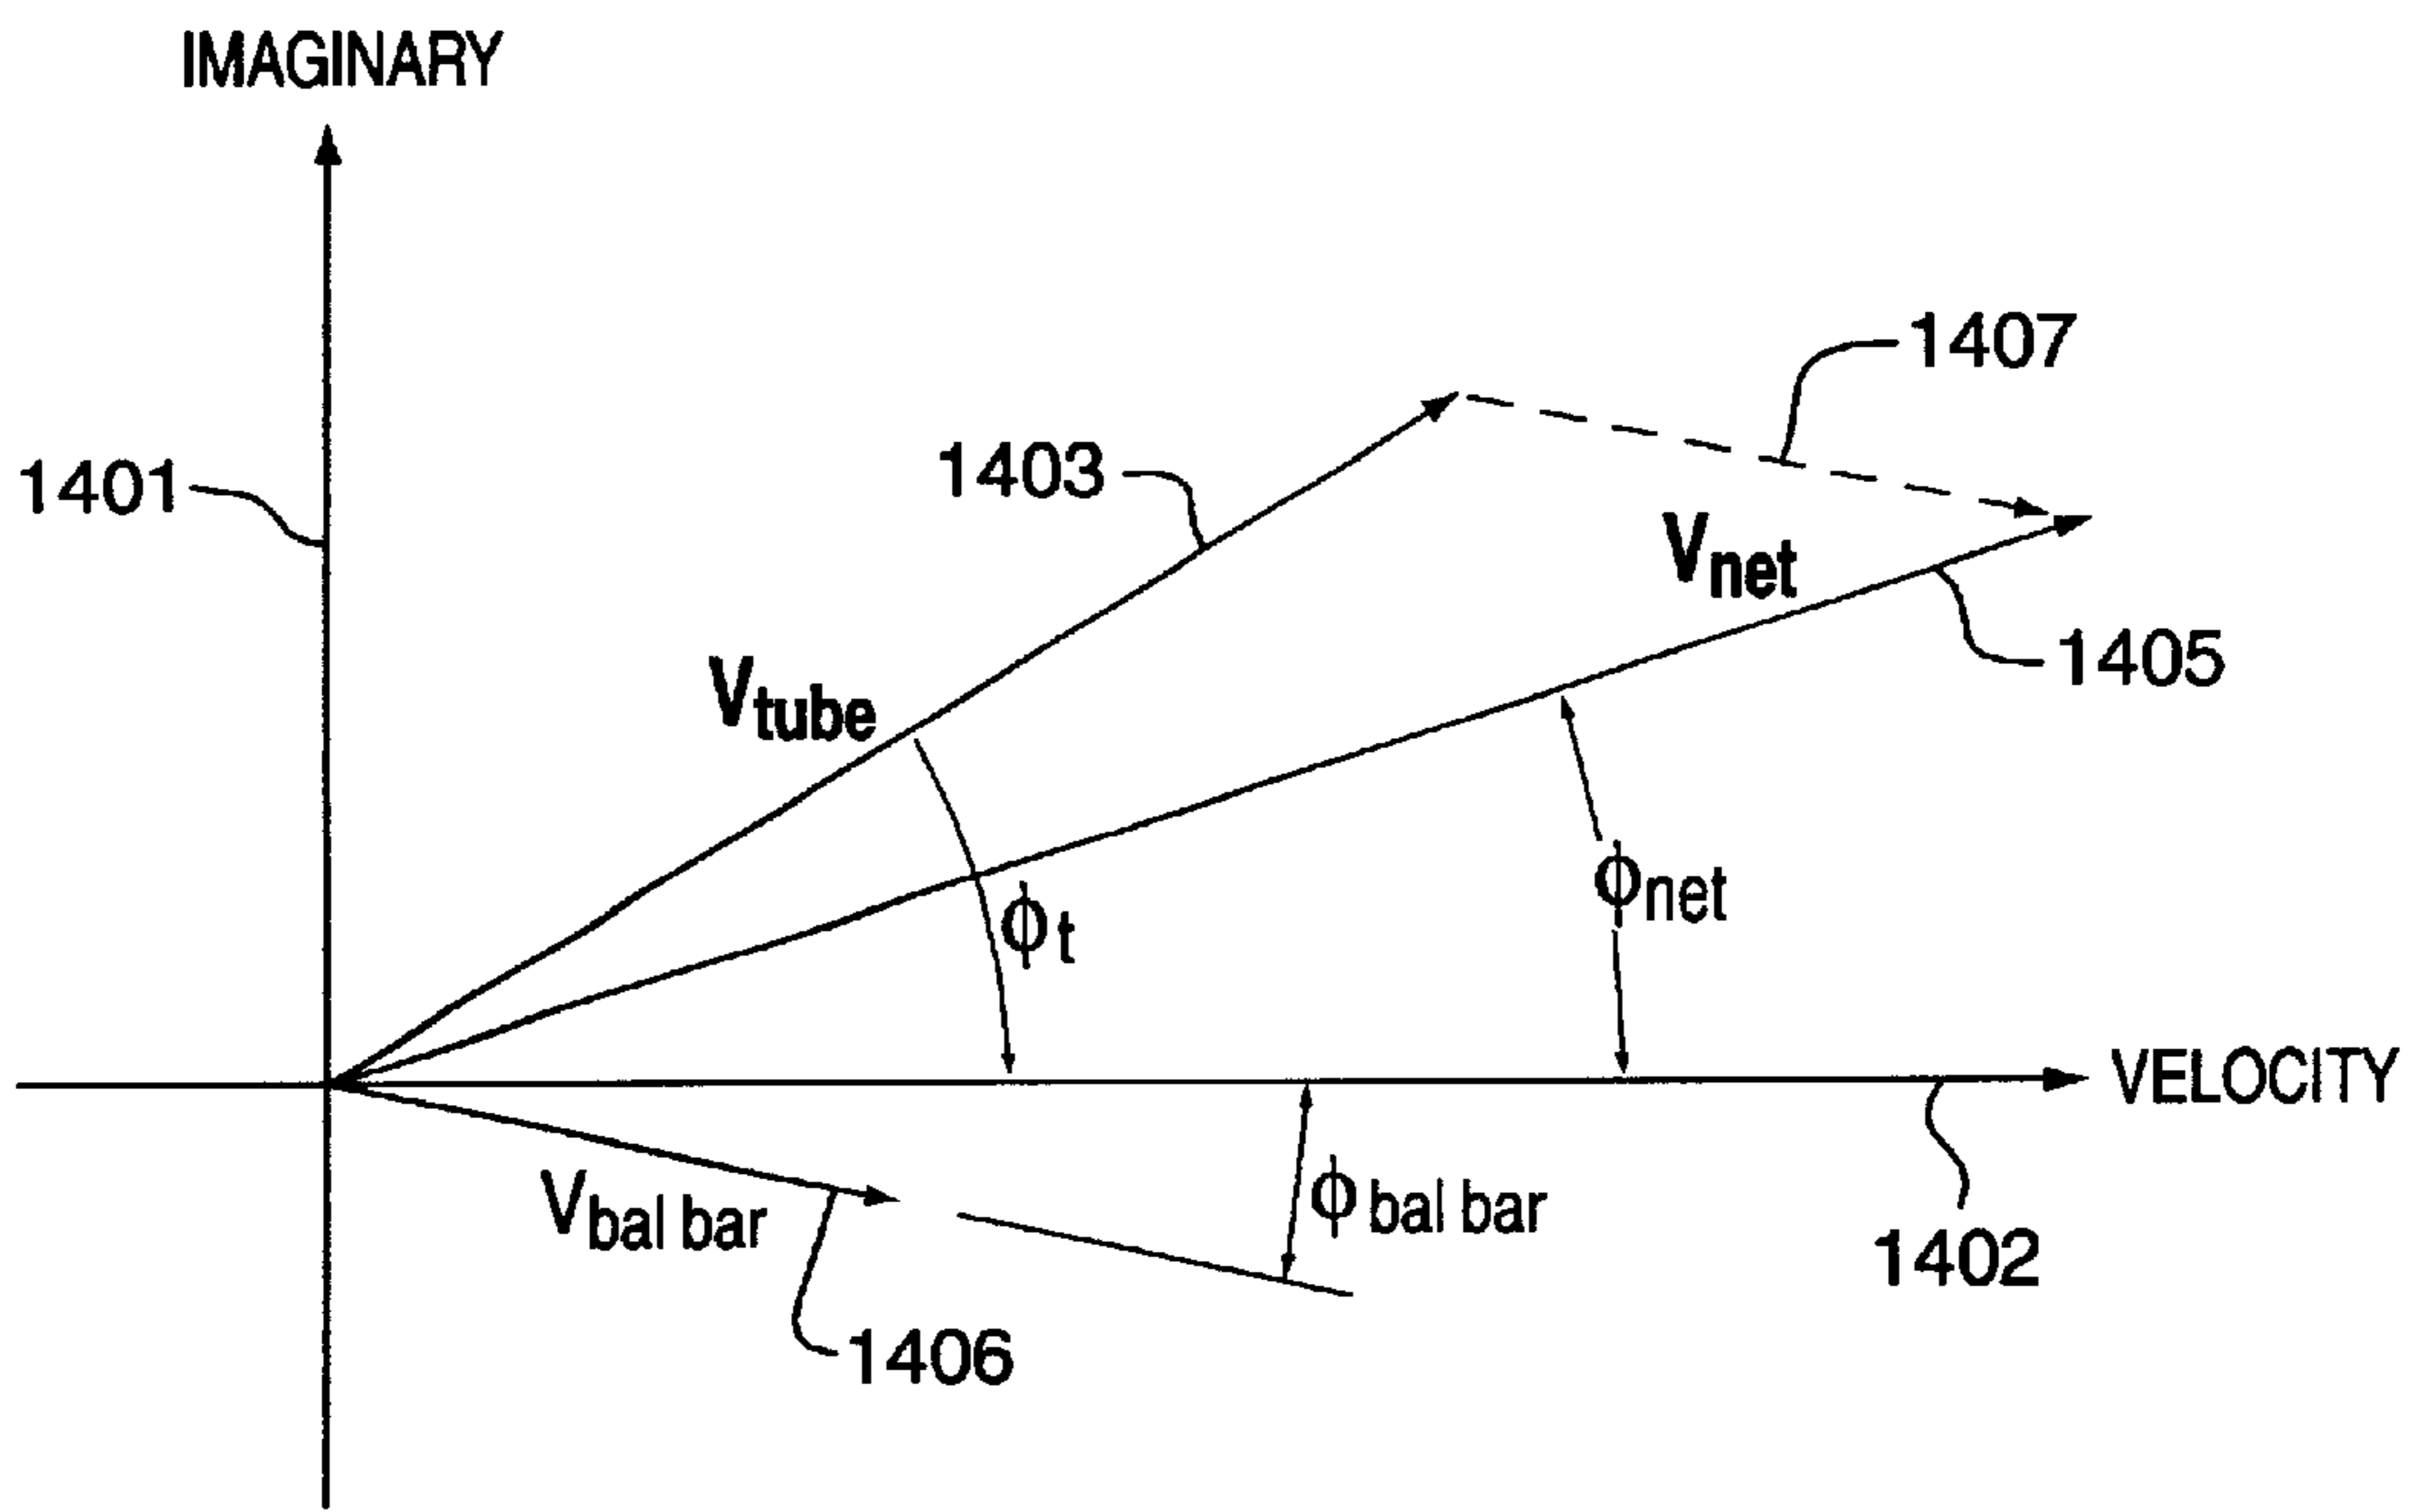 IMAGINARY
1407
1403
1401
Vnet
1405
Vtube
ϕnet
ϕt
VELOCITY
Vbal bar
ϕbal bar
1402
1406